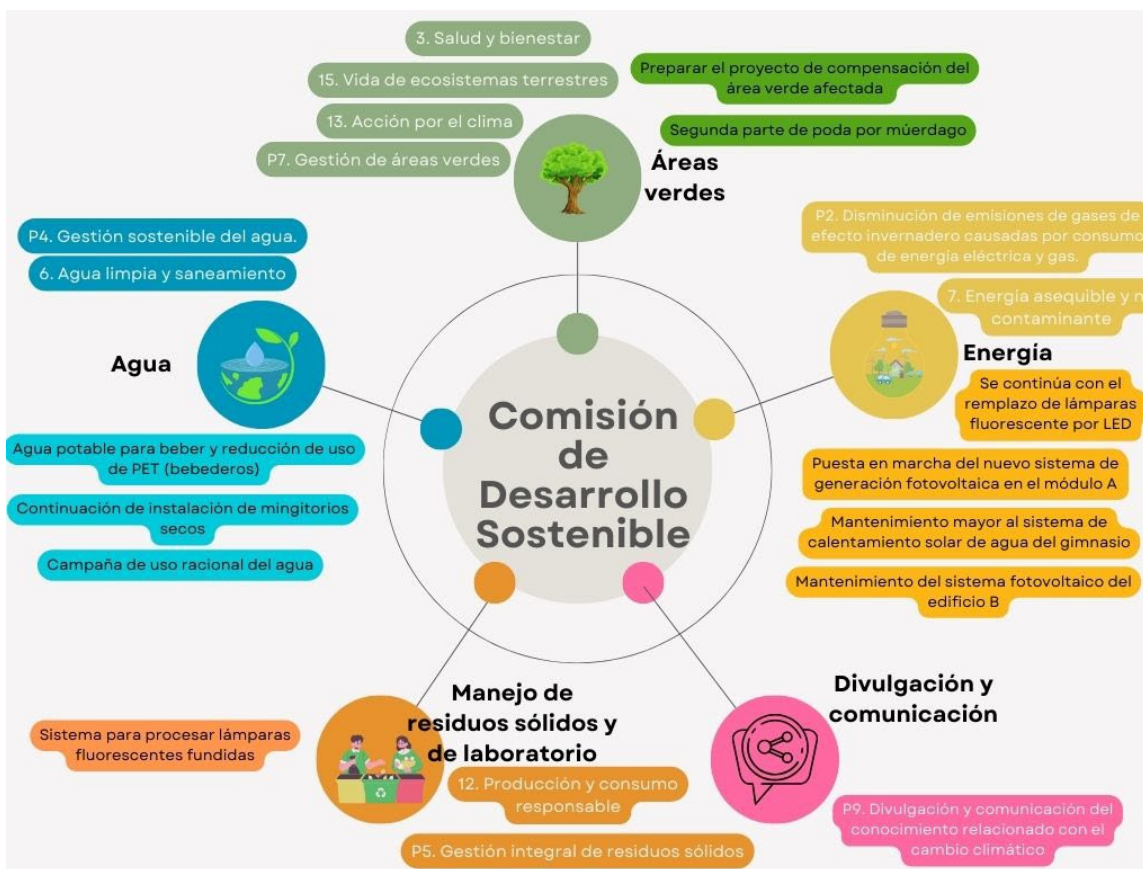 3. Salud y bienestar
15. Vida de ecosistemas terrestres
13. Acción por el clima
P7. Gestión de áreas verdes
Preparar el proyecto de compensación del
área verde afectada
Segunda parte de poda por múerdago
Áreas
verdes
P4. Gestión sostenible del agua.
6. Agua limpia y saneamiento
Agua
Agua potable para beber y reducción de uso
de PET (bebederos)
Continuación de instalación de mingitorios
secos
Campaña de uso racional del agua
P2. Disminución de emisiones de gases de
efecto invernadero causadas por consumo
de energía eléctrica y gas.
7. Energía asequible y n
contaminante
Energía
Se continúa con el
remplazo de lámparas
fluorescente por LED
Puesta en marcha del nuevo sistema de
generación fotovoltaica en el módulo A
Mantenimiento mayor al sistema de
calentamiento solar de agua del gimnasio
Mantenimiento del sistema fotovoltaico del
edificio B
Comisión
de
Desarrollo
Sostenible
Manejo de
residuos sólidos y
de laboratorio
Sistema para procesar lámparas
fluorescentes fundidas
12. Producción y consumo
responsable
P5. Gestión integral de residuos sólidos
Divulgación y
comunicación
P9. Divulgación y comunicación del
conocimiento relacionado con el
cambio climático